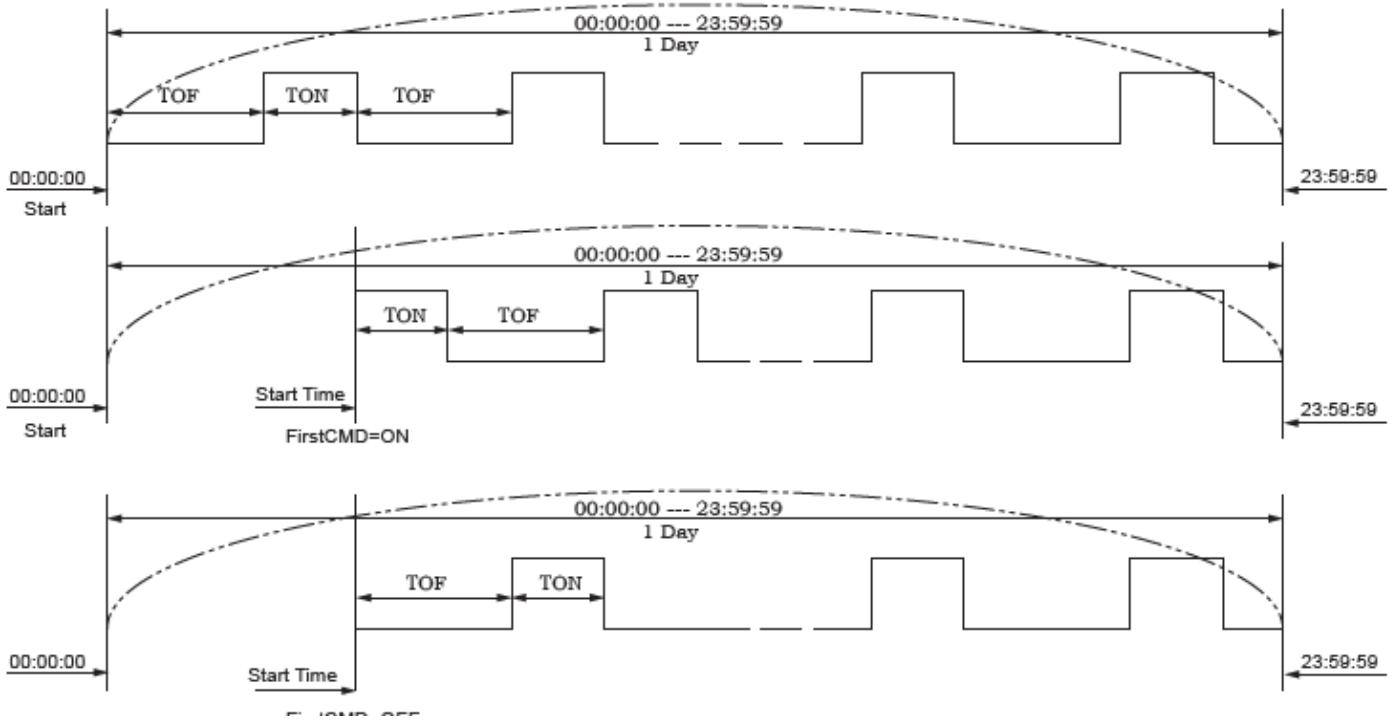 00:00:00 --- 23:59:59
1 Day
TOF TON TOF
00:00:00 23:59:59
Start
00:00:00 --- 23:59:59
1 Day
TON TOF
00:00:00 Start Time 23:59:59
Start FirstCMD=ON
00:00:00 --- 23:59:59
1 Day
TOF TON
00:00:00 Start Time 23:59:59